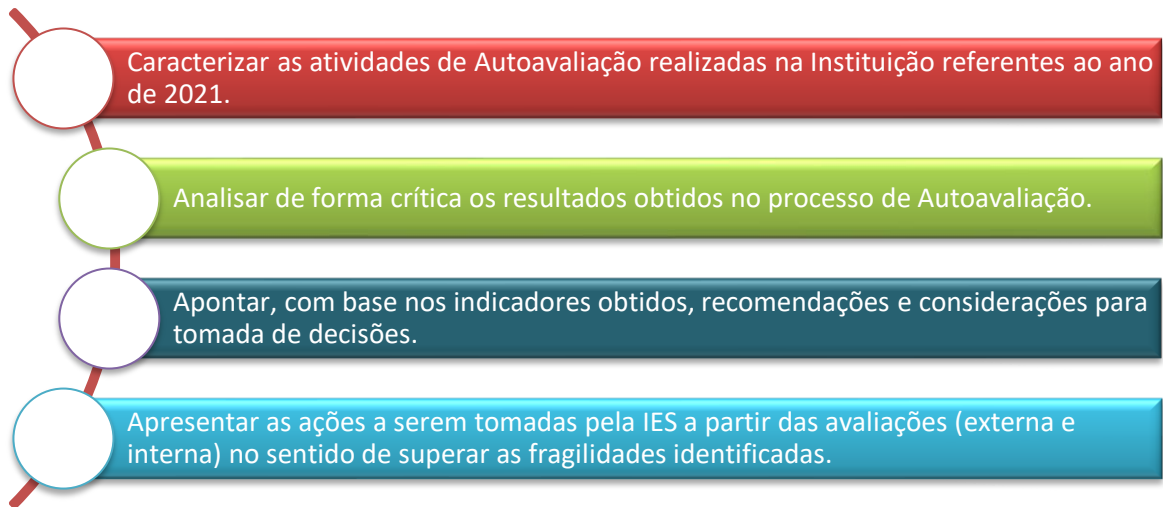 Caracterizar as atividades de Autoavaliação realizadas na Instituição referentes ao ano
de 2021.
Analisar de forma crítica os resultados obtidos no processo de Autoavaliação.
Apontar, com base nos indicadores obtidos, recomendações e considerações para
tomada de decisões.
Apresentar as ações a serem tomadas pela IES a partir das avaliações (externa e
interna) no sentido de superar as fragilidades identificadas.